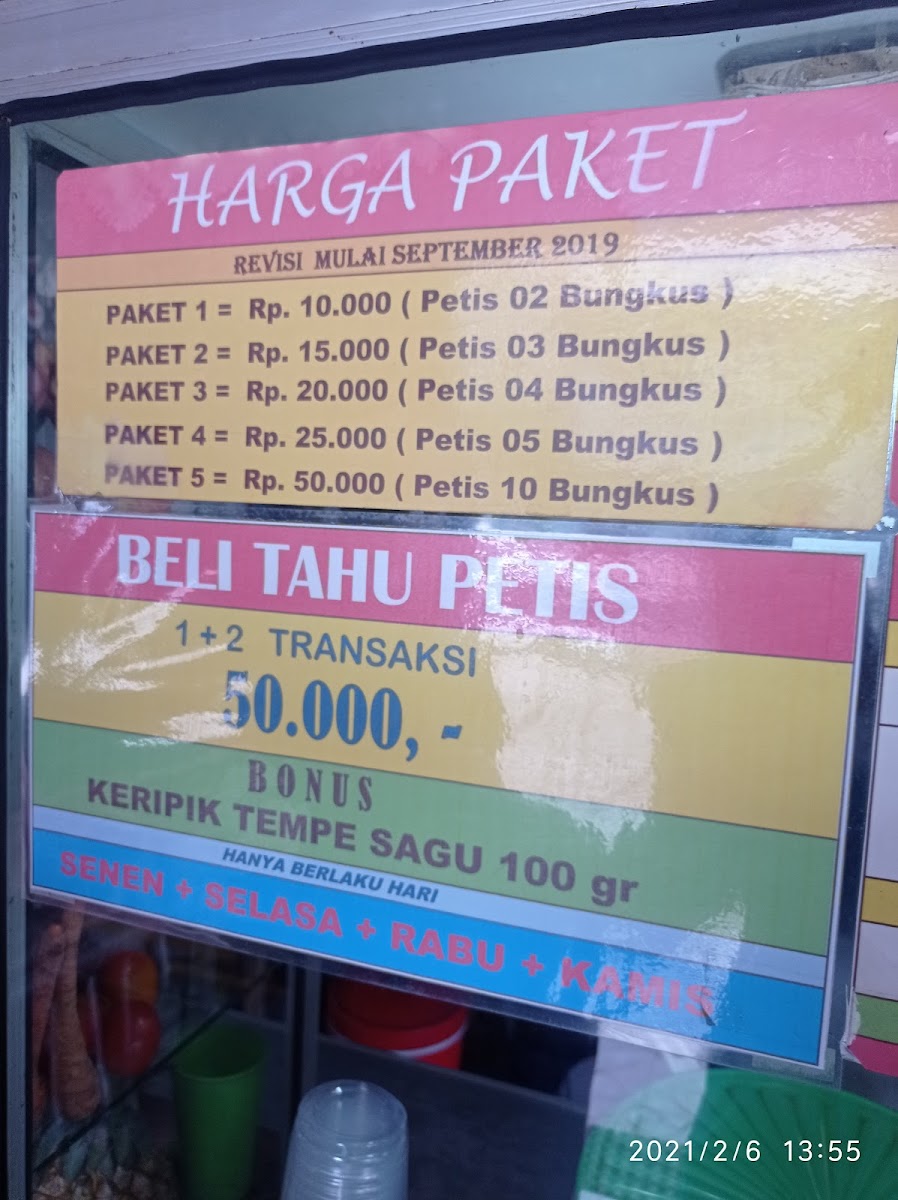 HARGA PAKET
REVISI MULAI SEPTEMBER 2019
PAKET 1 = Rp. 10.000 ( Petis 02 Bungkus )
PAKET 2 = Rp. 15.000 ( Petis 03 Bungkus )
PAKET 3 = Rp. 20.000 ( Petis 04 Bungkus )
PAKET 4 = Rp. 25.000 ( Petis 05 Bungkus )
PAKET 5 = Rp. 50.000 ( Petis 10 Bungkus )
BELI TAHU PETIS
1 + 2 TRANSAKSI
50.000, -
BONUS
KERIPIK TEMPE SAGU 100 gr
HANYA BERLAKU HARI
SENEN + SELASA + RABU + KAMIS
2021/2/6 13:55